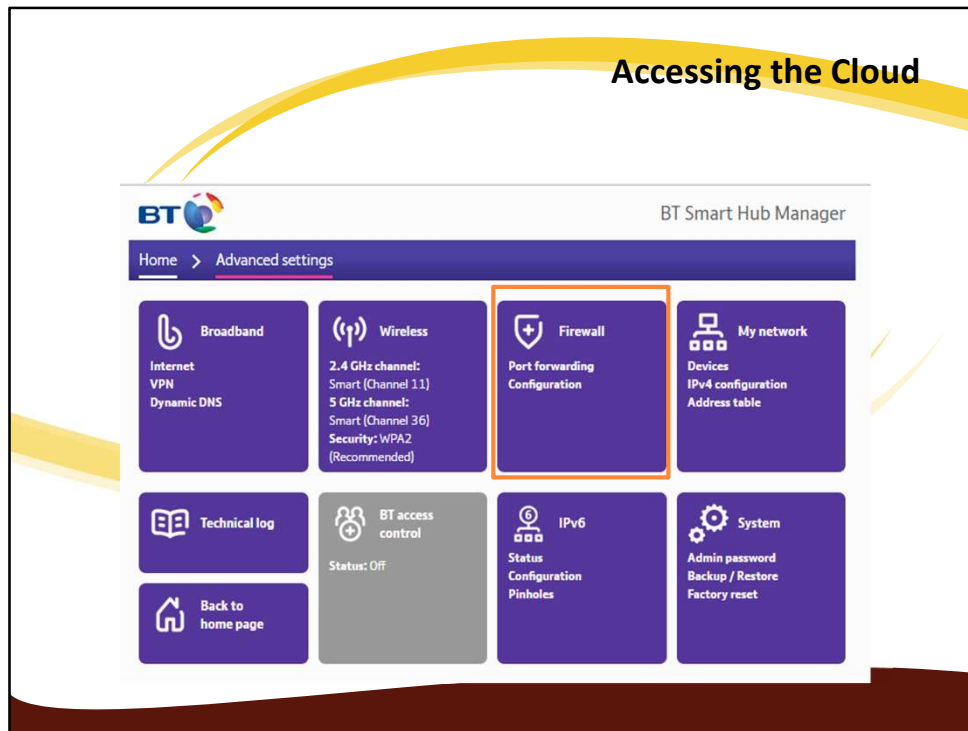 Accessing the Cloud
BT
BT Smart Hub Manager
Home > Advanced settings
Broadband
Internet
VPN
Dynamic DNS
Wireless
2.4 GHz channel:
Smart (Channel 11)
5 GHz channel:
Smart (Channel 36)
Security: WPA2
(Recommended)
Firewall
Port forwarding
Configuration
My network
Devices
IPv4 configuration
Address table
Technical log
Back to
home page
BT access
control
Status: Off
6
IPv6
Status
Configuration
Pinholes
System
Admin password
Backup / Restore
Factory reset